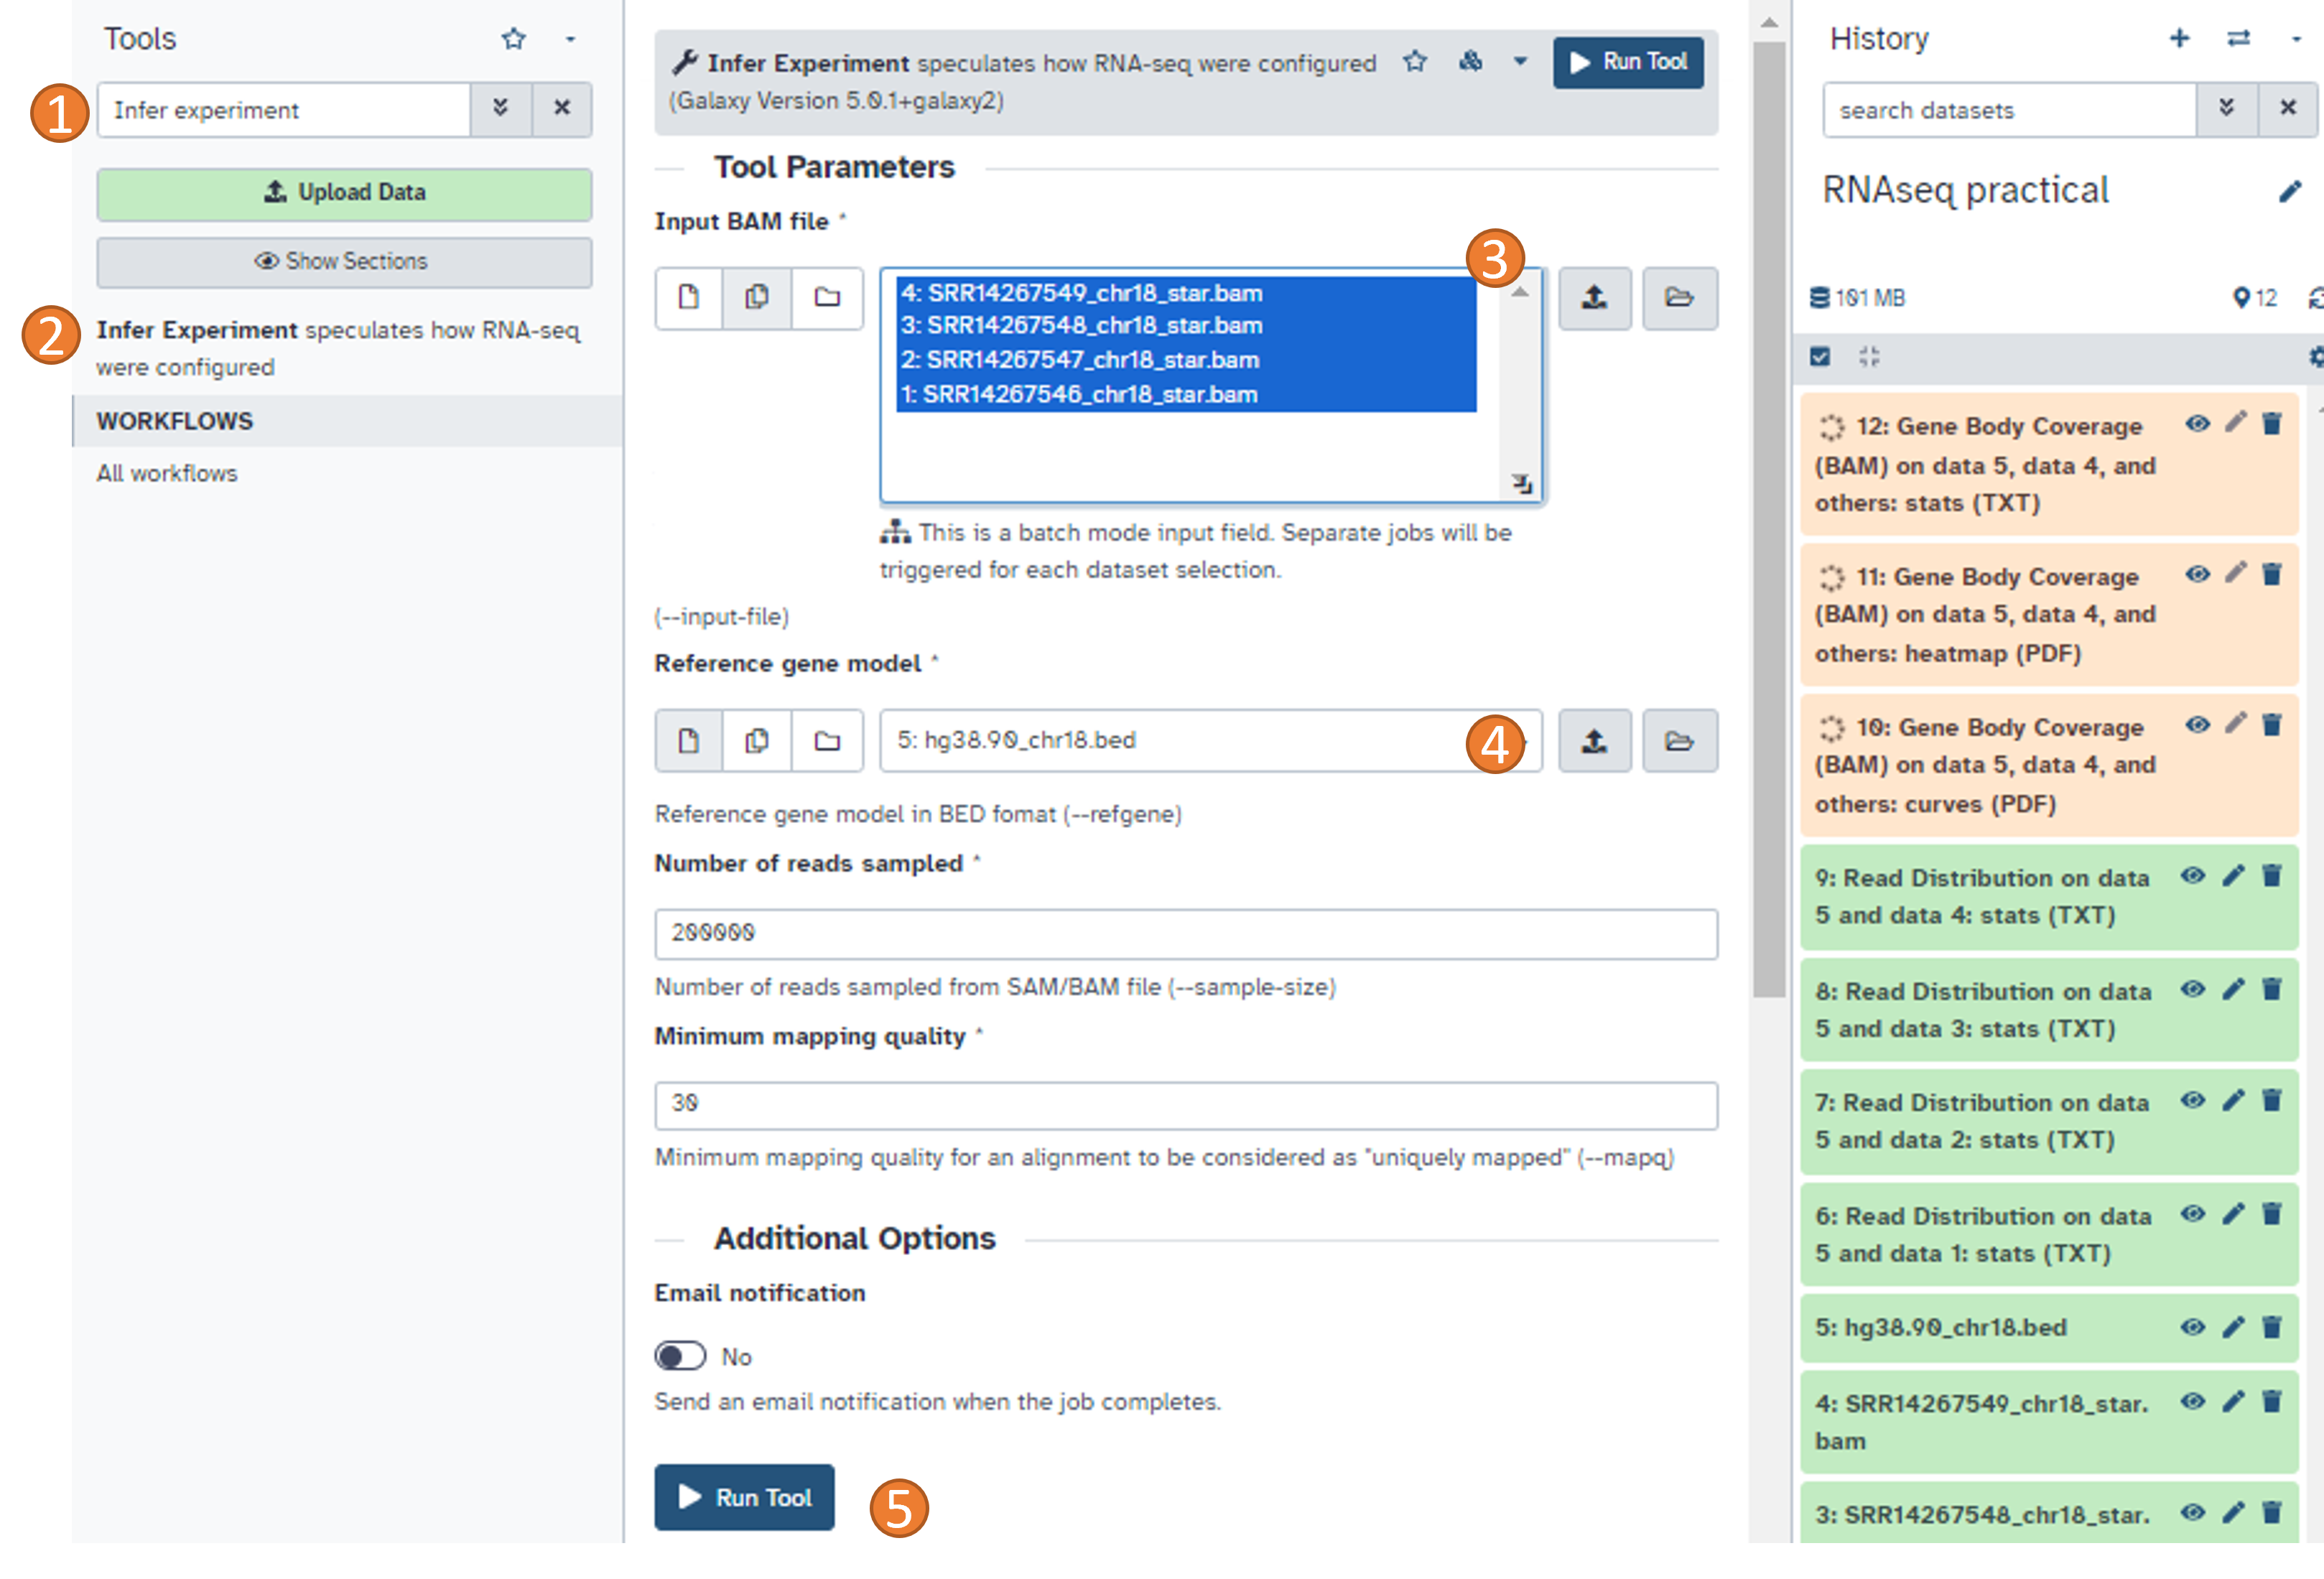 Tools
1
Infer experiment
Upload Data
Show Sections
2
Infer Experiment speculates how RNA-seq
were configured
WORKFLOWS
All workflows
Infer Experiment speculates how RNA-seq were configured
(Galaxy Version 5.0.1+galaxy2)
Run Tool
Tool Parameters
Input BAM file *
3
4: SRR14267549_chr18_star.bam
3: SRR14267548_chr18_star.bam
2: SRR14267547_chr18_star.bam
1: SRR14267546_chr18_star.bam
This is a batch mode input field. Separate jobs will be
triggered for each dataset selection.
(--input-file)
Reference gene model *
5: hg38.90_chr18.bed
4
Reference gene model in BED fomat (--refgene)
Number of reads sampled *
200000
Number of reads sampled from SAM/BAM file (--sample-size)
Minimum mapping quality *
30
Minimum mapping quality for an alignment to be considered as "uniquely mapped" (--mapq)
Additional Options
Email notification
No
Send an email notification when the job completes.
Run Tool
5
History
search datasets
RNAseq practical
101 MB
12
12: Gene Body Coverage
(BAM) on data 5, data 4, and
others: stats (TXT)
11: Gene Body Coverage
(BAM) on data 5, data 4, and
others: heatmap (PDF)
10: Gene Body Coverage
(BAM) on data 5, data 4, and
others: curves (PDF)
9: Read Distribution on data
5 and data 4: stats (TXT)
8: Read Distribution on data
5 and data 3: stats (TXT)
7: Read Distribution on data
5 and data 2: stats (TXT)
6: Read Distribution on data
5 and data 1: stats (TXT)
5: hg38.90_chr18.bed
4: SRR14267549_chr18_star.
bam
3: SRR14267548_chr18_star.